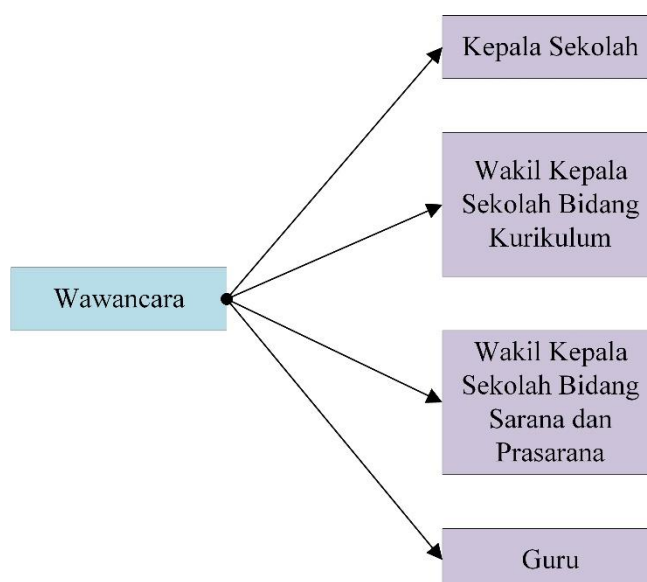 Kepala Sekolah
Wakil Kepala
Sekolah Bidang
Kurikulum
Wawancara
Wakil Kepala
Sekolah Bidang
Sarana dan
Prasarana
Guru